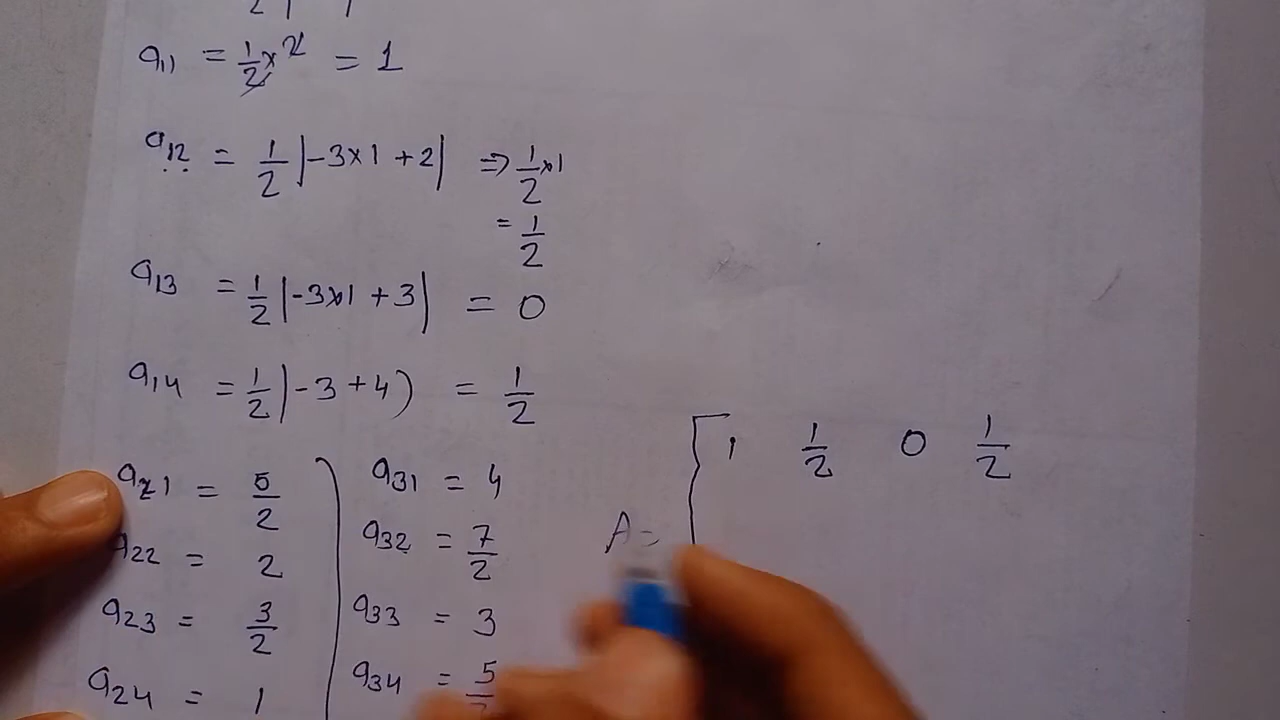 a₁₁ = 1/2 × 2 = 1
a₁₂ = 1/2 |-3×1 +2| ⇒ 1/2 ×1
= 1/2
a₁₃ = 1/2 |-3×1 + 3| = 0
a₁₄ = 1/2 |-3 +4) = 1/2
a₂₁ = 5/2
a₂₂ = 2
a₂₃ = 3/2
a₂₄ = 1
a₃₁ = 4
a₃₂ = 7/2
a₃₃ = 3
a₃₄ = 5/2
A = [ 1 1/2 0 1/2